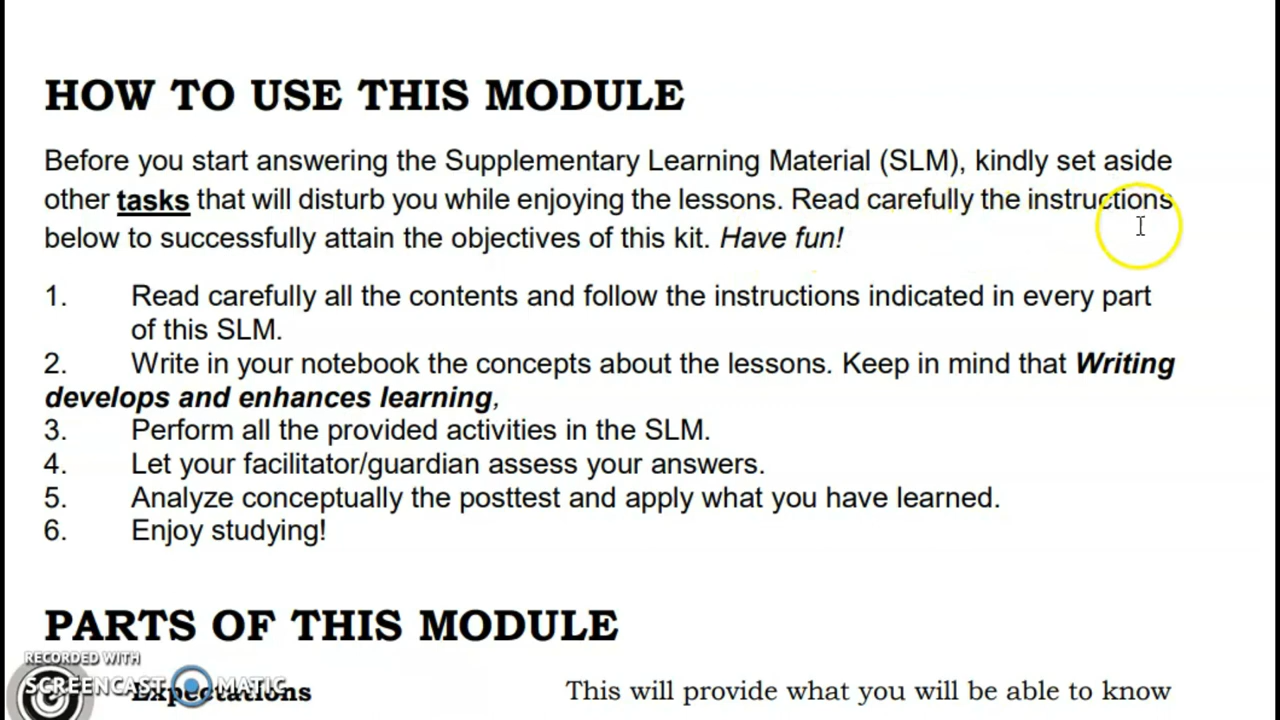 HOW TO USE THIS MODULE
Before you start answering the Supplementary Learning Material (SLM), kindly set aside
other tasks that will disturb you while enjoying the lessons. Read carefully the instructions
below to successfully attain the objectives of this kit. Have fun!
1. Read carefully all the contents and follow the instructions indicated in every part
of this SLM.
2. Write in your notebook the concepts about the lessons. Keep in mind that Writing
develops and enhances learning,
3. Perform all the provided activities in the SLM.
4. Let your facilitator/guardian assess your answers.
5. Analyze conceptually the posttest and apply what you have learned.
6. Enjoy studying!
PARTS OF THIS MODULE
RECORDED WITH
SCREENCAST MATIC
Expectations This will provide what you will be able to know